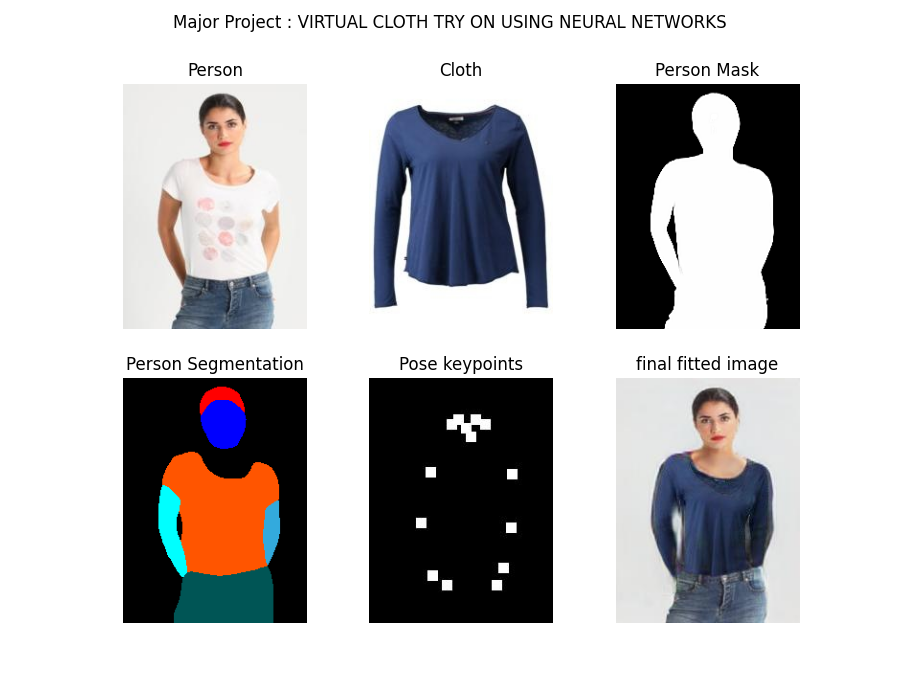 Major Project : VIRTUAL CLOTH TRY ON USING NEURAL NETWORKS
Person
Cloth
Person Mask
Person Segmentation
Pose keypoints
final fitted image